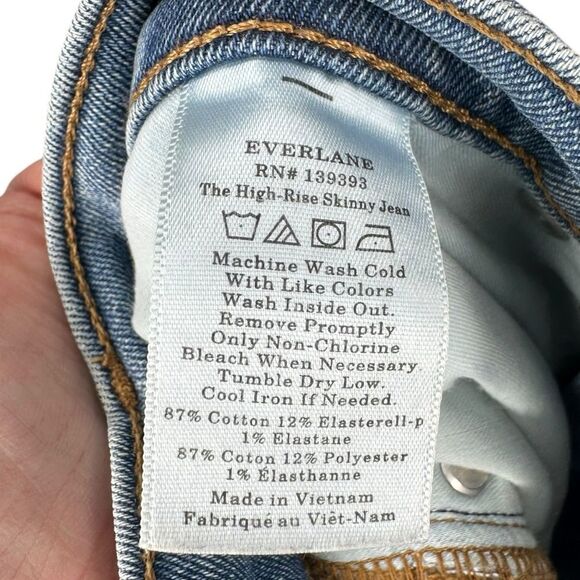 EVERLANE
RN# 139393
The High-Rise Skinny Jean
Machine Wash Cold
With Like Colors
Wash Inside Out.
Remove Promptly
Only Non-Chlorine
Bleach When Necessary.
Tumble Dry Low.
Cool Iron If Needed.
87% Cotton 12% Elasterell-p
1% Elastane
87% Cotton 12% Polyester
1% Élasthanne
Made in Vietnam
Fabriqué au Viêt-Nam